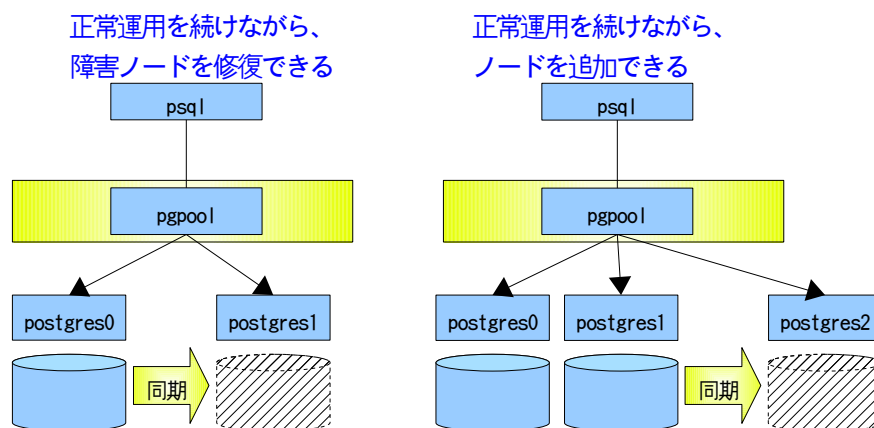 正常運用を続けながら、
障害ノードを修復できる
psql
pgpool
postgres0
postgres1
同期
正常運用を続けながら、
ノードを追加できる
psql
pgpool
postgres0
postgres1
postgres2
同期